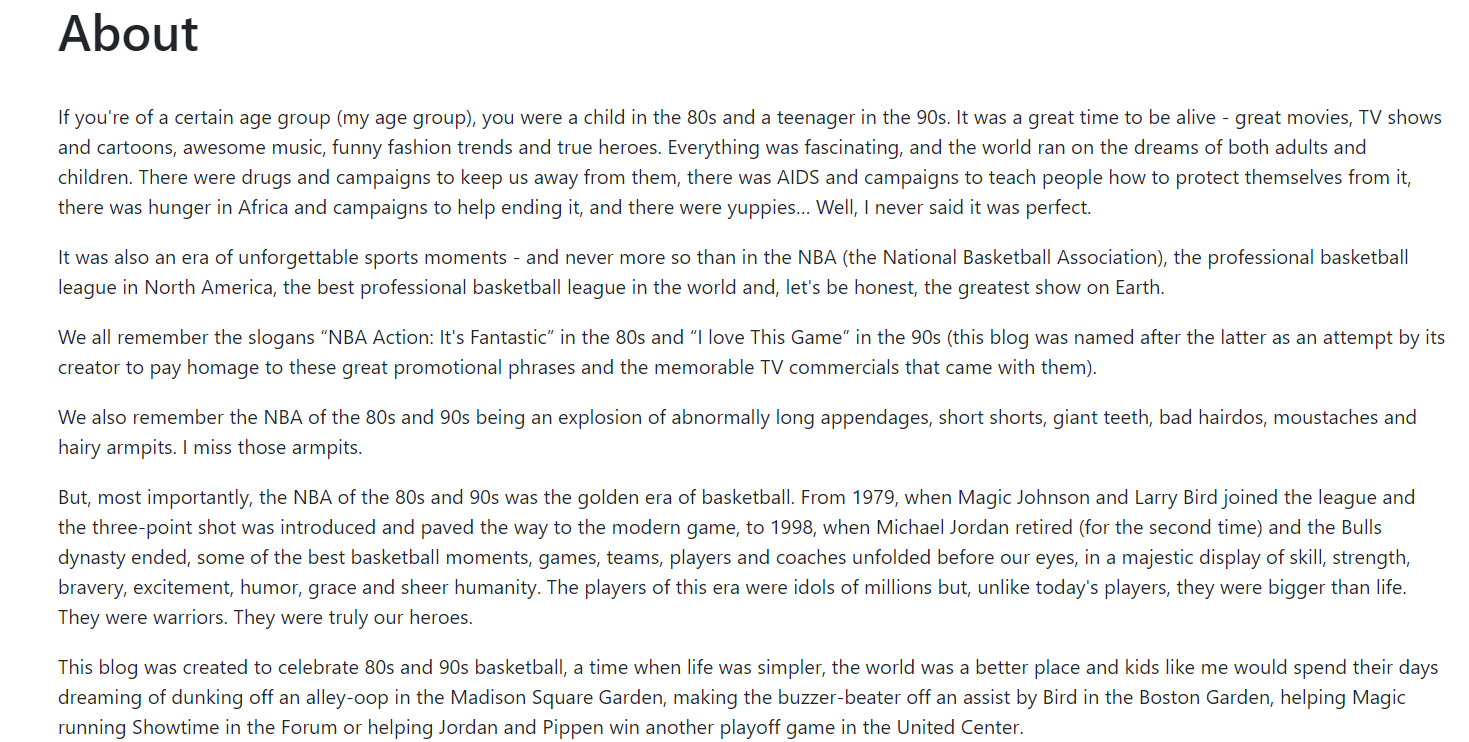 About
If you're of a certain age group (my age group), you were a child in the 80s and a teenager in the 90s. It was a great time to be alive - great movies, TV shows
and cartoons, awesome music, funny fashion trends and true heroes. Everything was fascinating, and the world ran on the dreams of both adults and
children. There were drugs and campaigns to keep us away from them, there was AIDS and campaigns to teach people how to protect themselves from it,
there was hunger in Africa and campaigns to help ending it, and there were yuppies... Well, I never said it was perfect.
It was also an era of unforgettable sports moments - and never more so than in the NBA (the National Basketball Association), the professional basketball
league in North America, the best professional basketball league in the world and, let's be honest, the greatest show on Earth.
We all remember the slogans “NBA Action: It's Fantastic” in the 80s and “I love This Game” in the 90s (this blog was named after the latter as an attempt by its
creator to pay homage to these great promotional phrases and the memorable TV commercials that came with them).
We also remember the NBA of the 80s and 90s being an explosion of abnormally long appendages, short shorts, giant teeth, bad hairdos, moustaches and
hairy armpits. I miss those armpits.
But, most importantly, the NBA of the 80s and 90s was the golden era of basketball. From 1979, when Magic Johnson and Larry Bird joined the league and
the three-point shot was introduced and paved the way to the modern game, to 1998, when Michael Jordan retired (for the second time) and the Bulls
dynasty ended, some of the best basketball moments, games, teams, players and coaches unfolded before our eyes, in a majestic display of skill, strength,
bravery, excitement, humor, grace and sheer humanity. The players of this era were idols of millions but, unlike today's players, they were bigger than life.
They were warriors. They were truly our heroes.
This blog was created to celebrate 80s and 90s basketball, a time when life was simpler, the world was a better place and kids like me would spend their days
dreaming of dunking off an alley-oop in the Madison Square Garden, making the buzzer-beater off an assist by Bird in the Boston Garden, helping Magic
running Showtime in the Forum or helping Jordan and Pippen win another playoff game in the United Center.